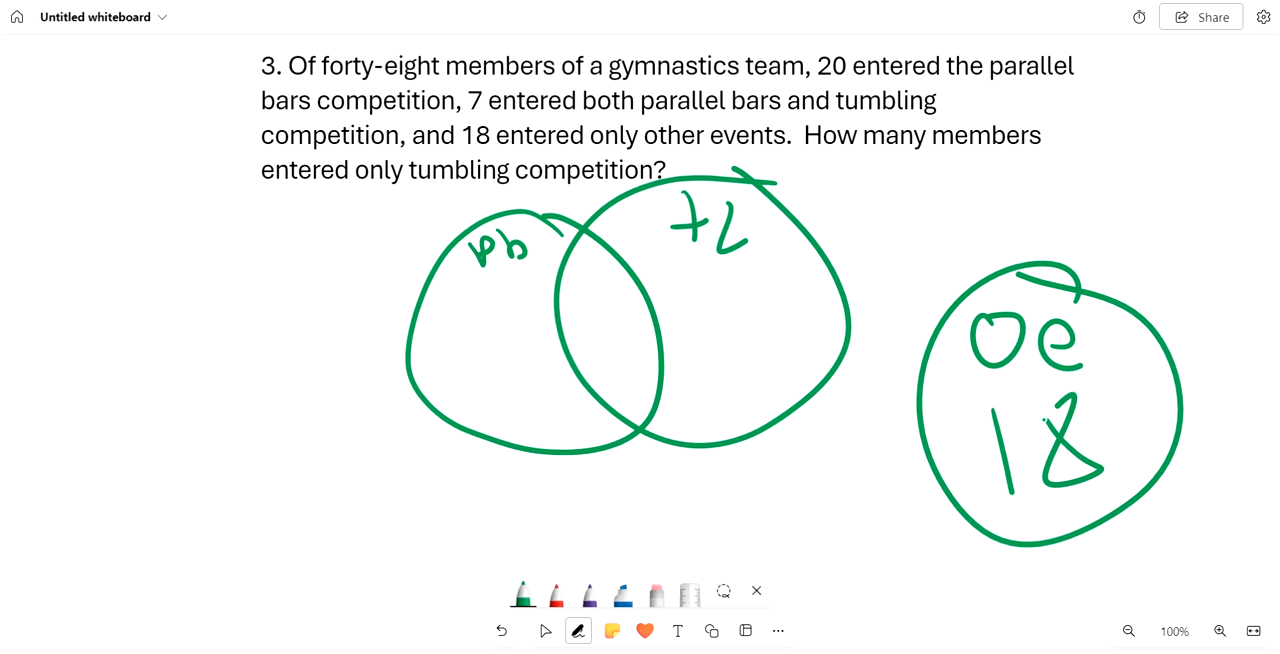 Untitled whiteboard
Share
3. Of forty-eight members of a gymnastics team, 20 entered the parallel
bars competition, 7 entered both parallel bars and tumbling
competition, and 18 entered only other events.  How many members
entered only tumbling competition?
pb
oe
18
100%